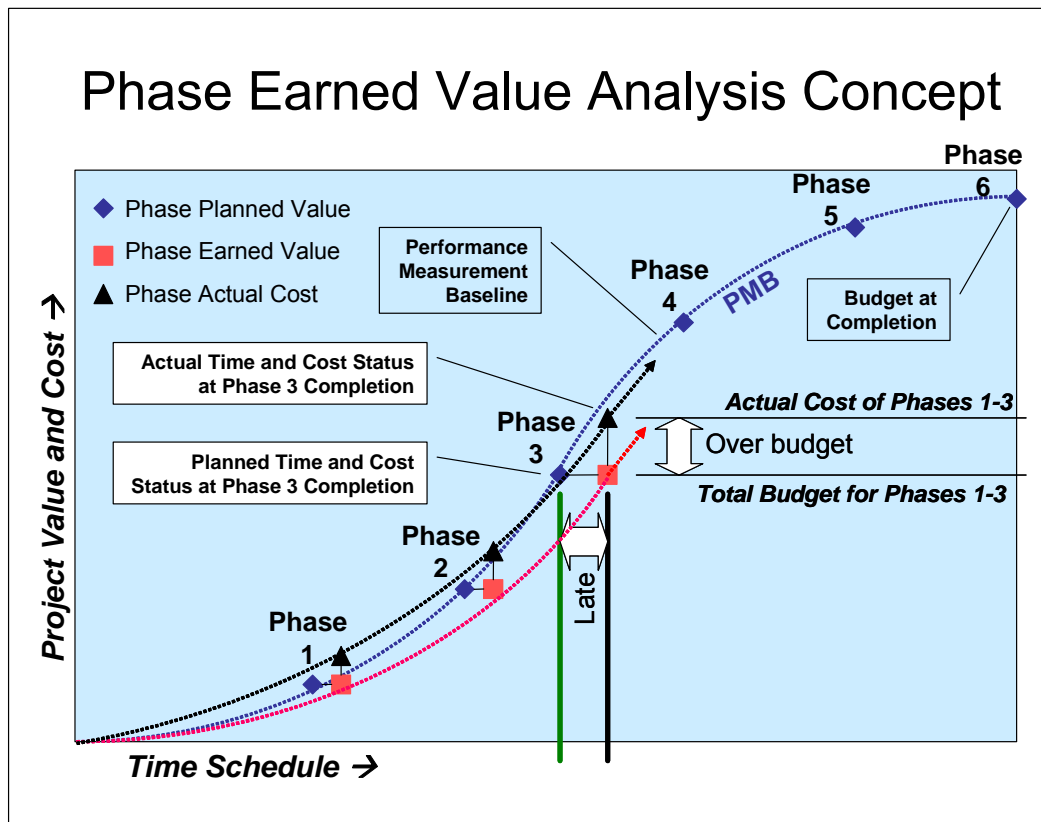 Phase Earned Value Analysis Concept
Phase Planned Value
Phase Earned Value
Phase Actual Cost
Performance
Measurement
Baseline
Phase
6
Phase
5
Phase
4
PMB
Budget at
Completion
Actual Time and Cost Status
at Phase 3 Completion
Actual Cost of Phases 1-3
Phase
3
Over budget
Planned Time and Cost
Status at Phase 3 Completion
Total Budget for Phases 1-3
Phase
2
Late
Phase
1
Project Value and Cost →
Time Schedule →